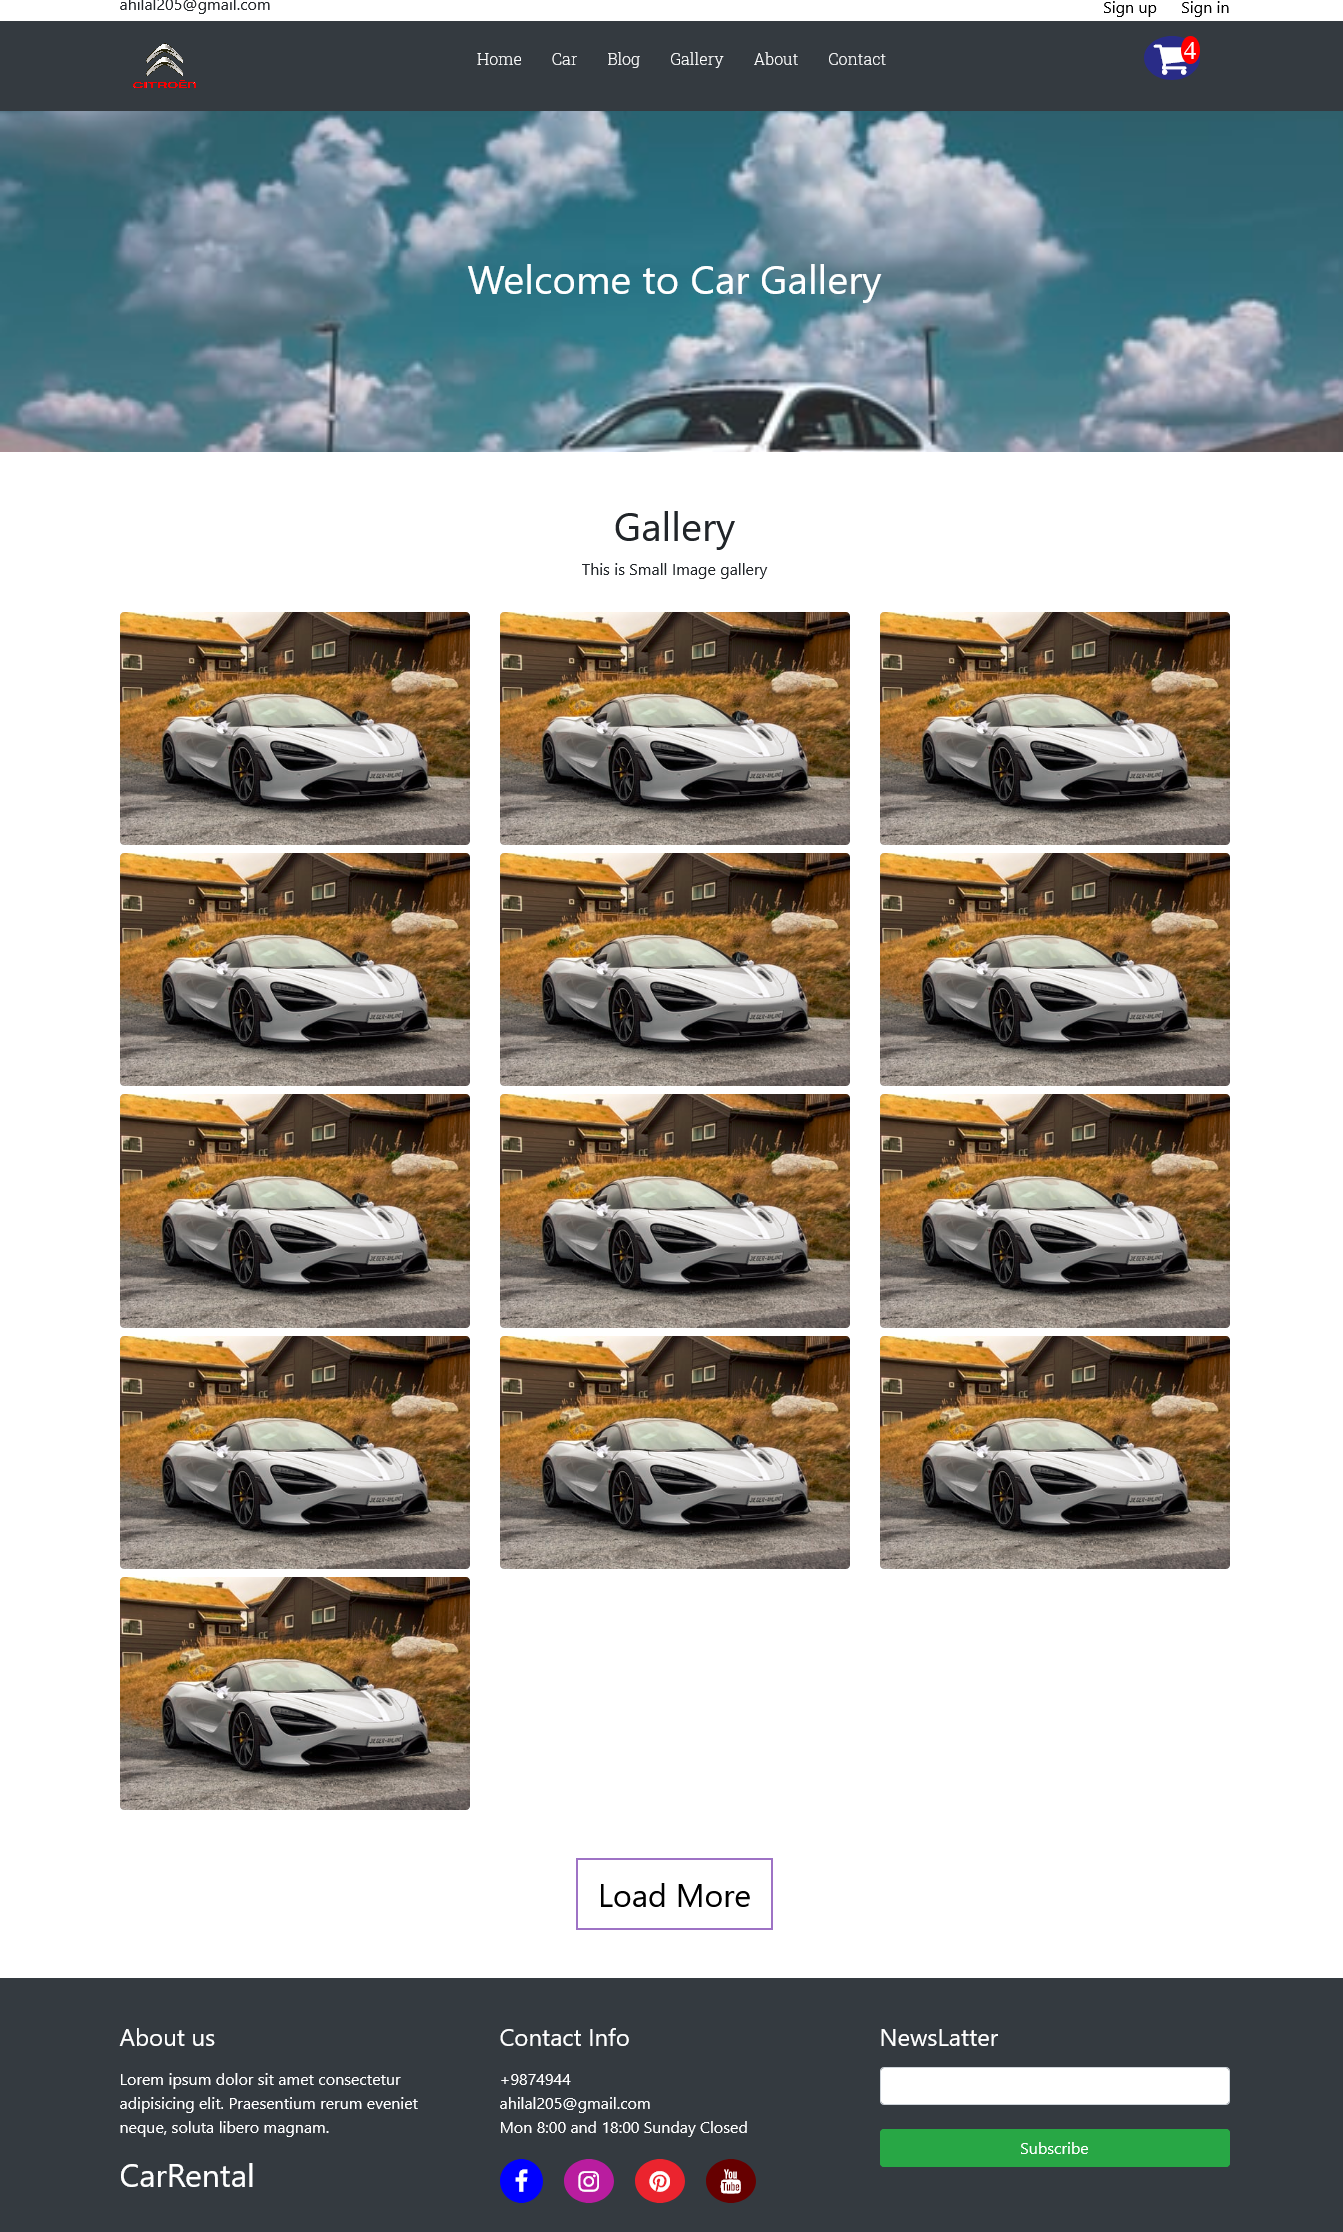 ahilal205@gmail.com
Sign up Sign in
CITROËN
Home Car Blog Gallery About Contact
4
Welcome to Car Gallery
Gallery
This is Small Image gallery
Load More
About us
Lorem ipsum dolor sit amet consectetur
adipisicing elit. Praesentium rerum eveniet
neque, soluta libero magnam.
CarRental
Contact Info
+9874944
ahilal205@gmail.com
Mon 8:00 and 18:00 Sunday Closed
You
Tube
NewsLatter
Subscribe